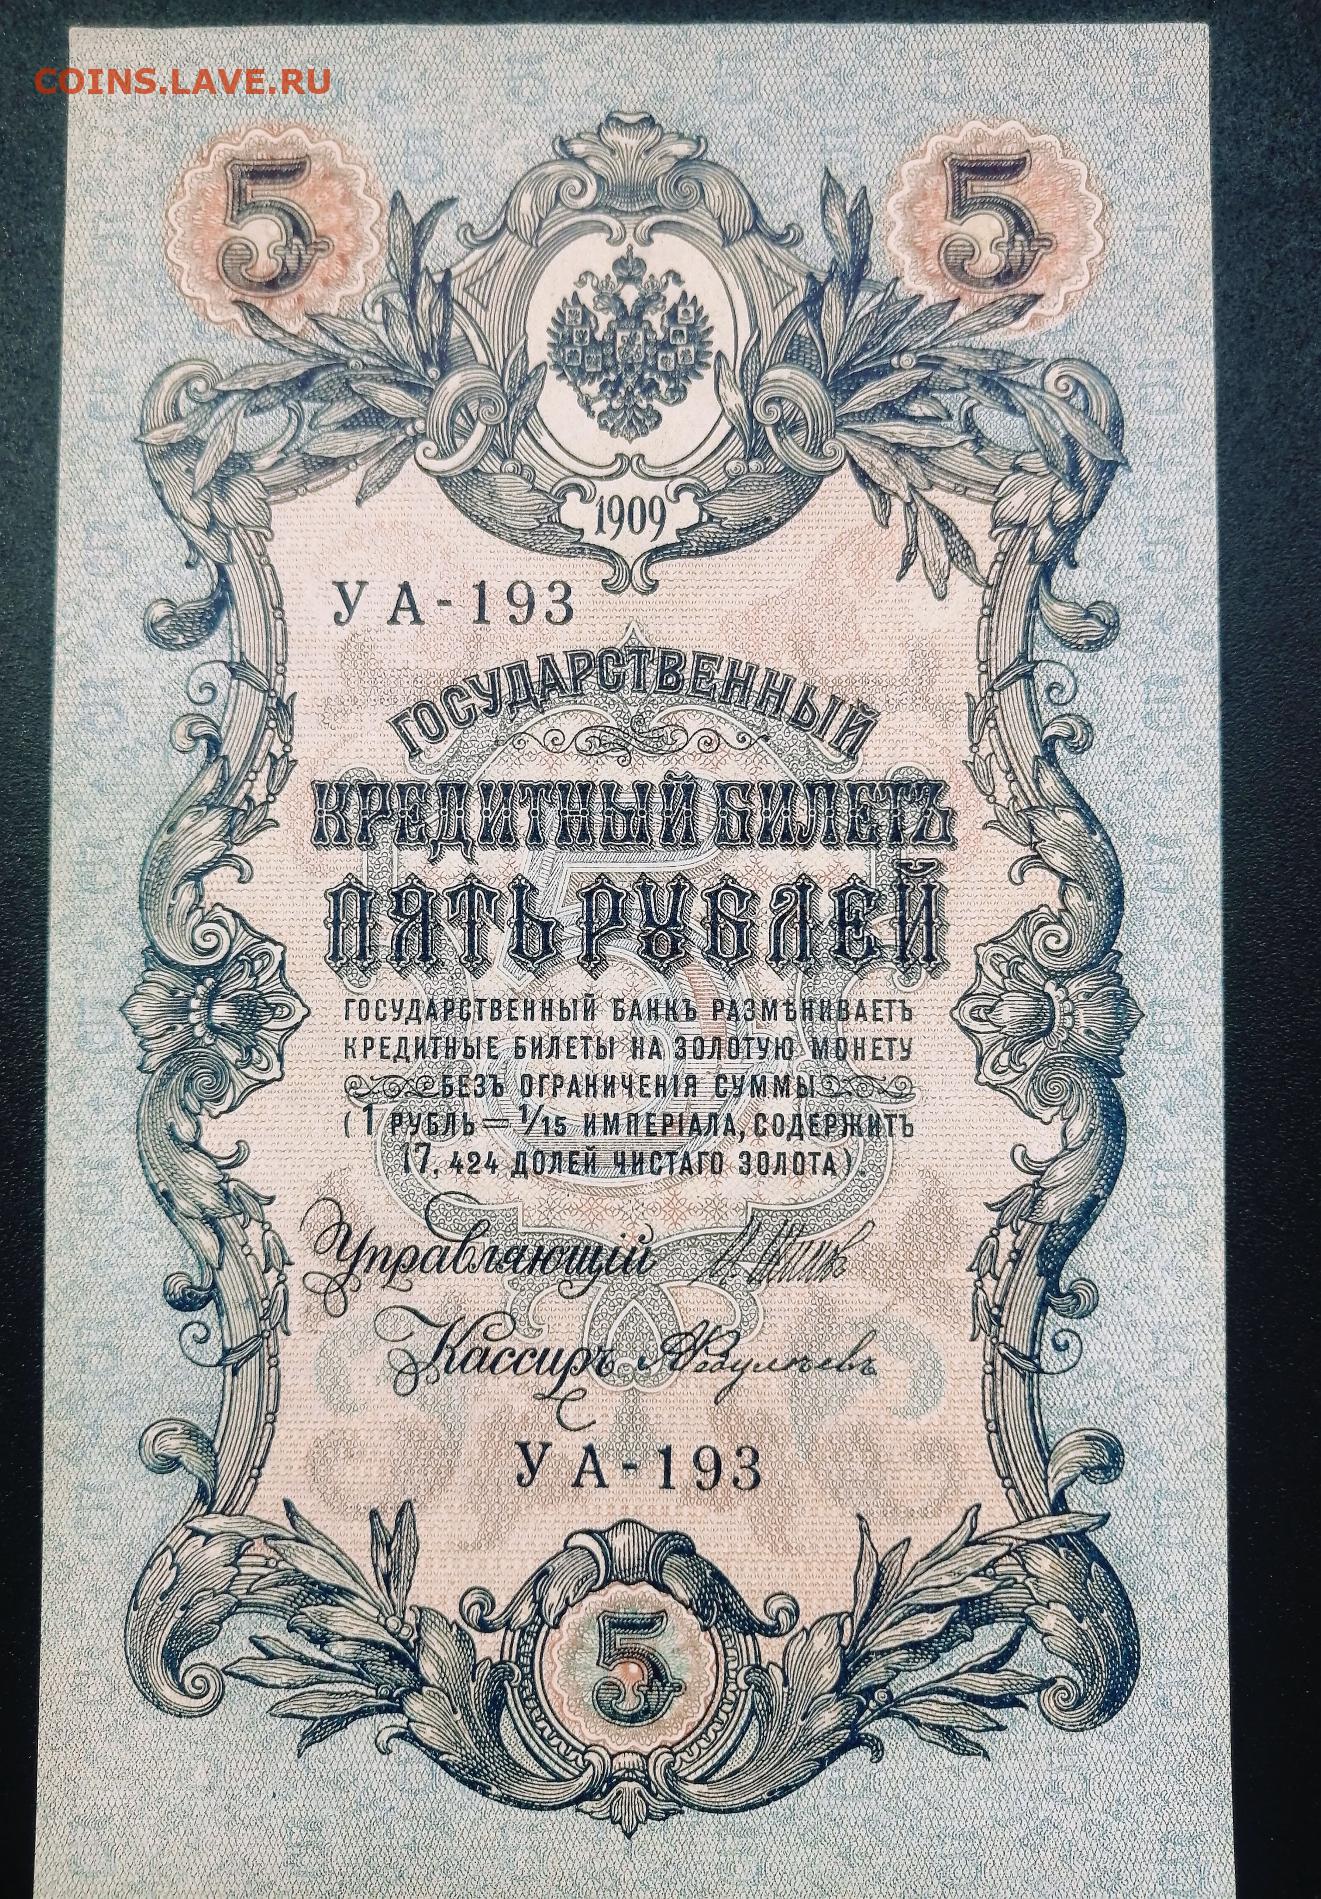 COINS.LAVE.RU
5 5
1909
УА-193
ГОСУДАРСТВЕННЫЙ
КРЕДИТНЫЙ БИЛЕТЪ
ПЯТЬ РУБЛЕЙ
ГОСУДАРСТВЕННЫЙ БАНКЪ РАЗМѢНИВАЕТЪ
КРЕДИТНЫЕ БИЛЕТЫ НА ЗОЛОТУЮ МОНЕТУ
БЕЗЪ ОГРАНИЧЕНІЯ СУММЫ
(1 РУБЛЬ = 1/15 ИМПЕРІАЛА, СОДЕРЖИТЪ
17,424 ДОЛЕЙ ЧИСТАГО ЗОЛОТА).
Управляющій
Кассиръ
УА-193
5